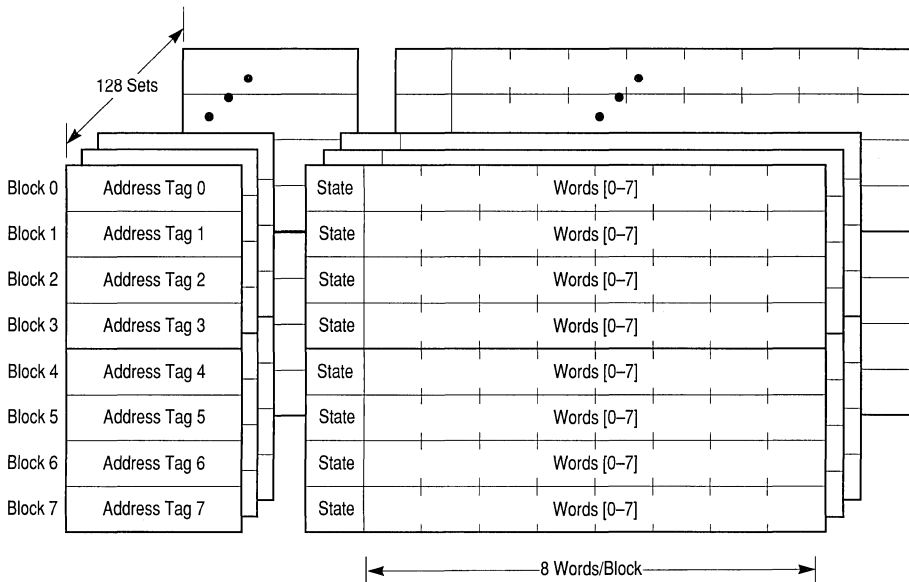 128 Sets
Block 0 Address Tag 0 State Words [0–7]
Block 1 Address Tag 1 State Words [0–7]
Block 2 Address Tag 2 State Words [0–7]
Block 3 Address Tag 3 State Words [0–7]
Block 4 Address Tag 4 State Words [0–7]
Block 5 Address Tag 5 State Words [0–7]
Block 6 Address Tag 6 State Words [0–7]
Block 7 Address Tag 7 State Words [0–7]
8 Words/Block